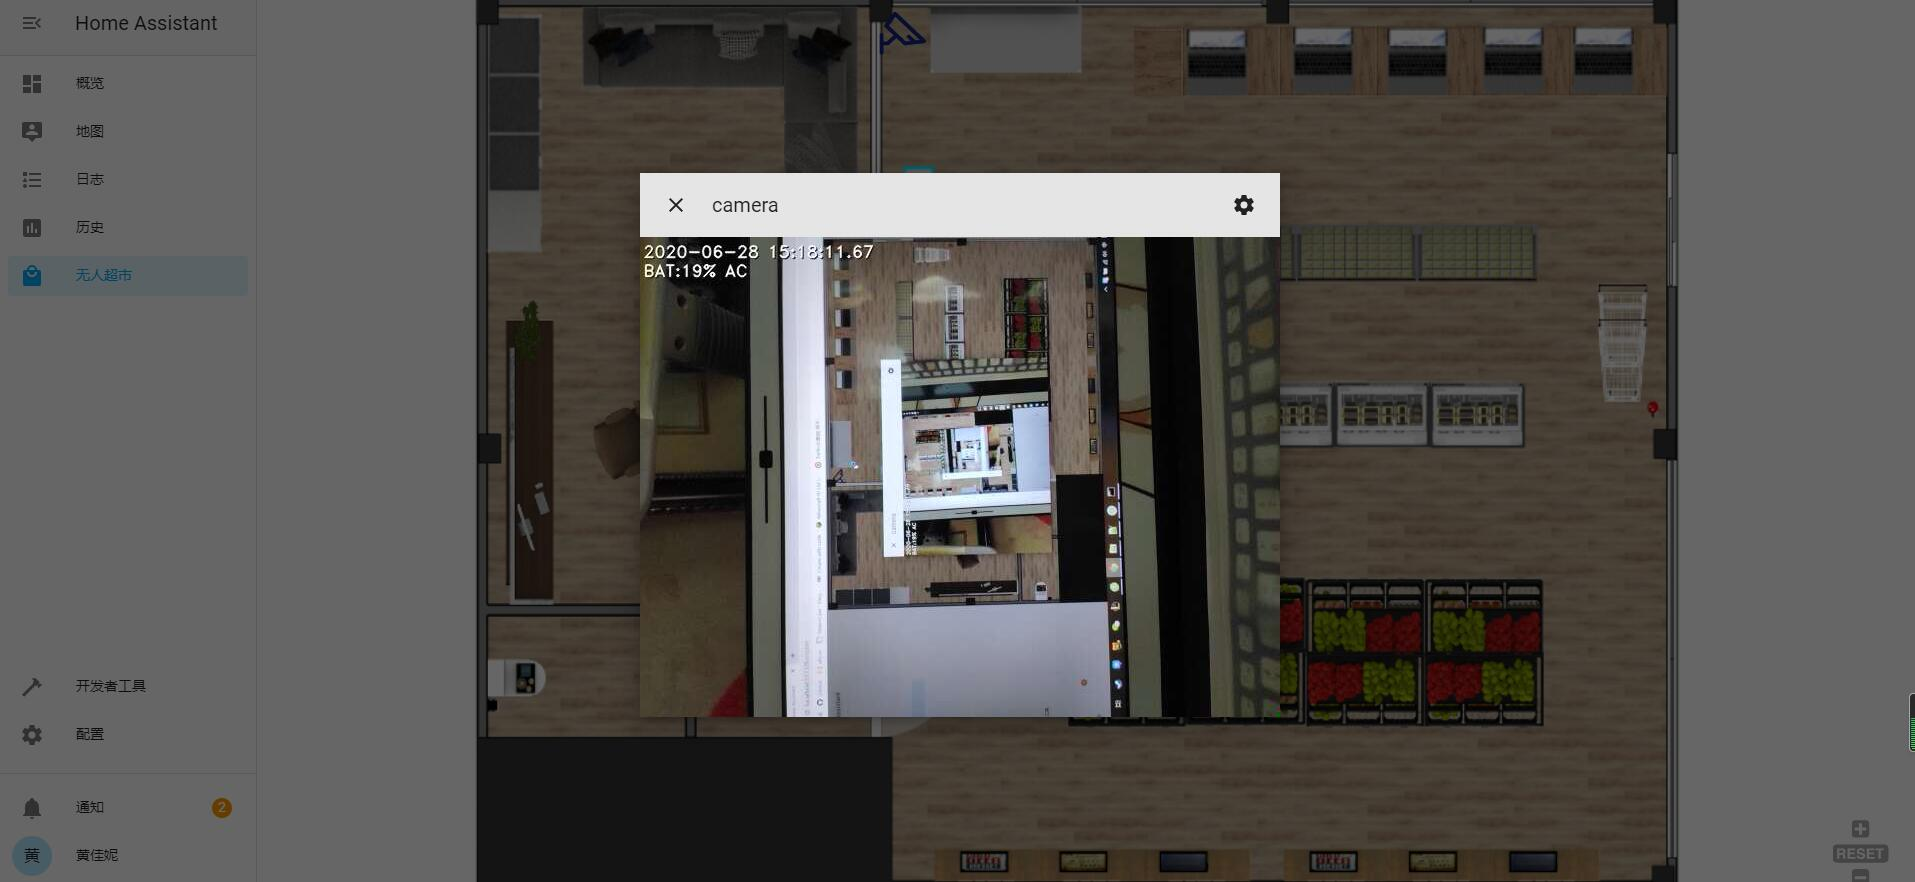 Home Assistant
概览
地图
日志
历史
无人超市
开发者工具
配置
通知
2
黄
黄佳妮
camera
2020-06-28 15:18:11.67
BAT:19% AC
RESET